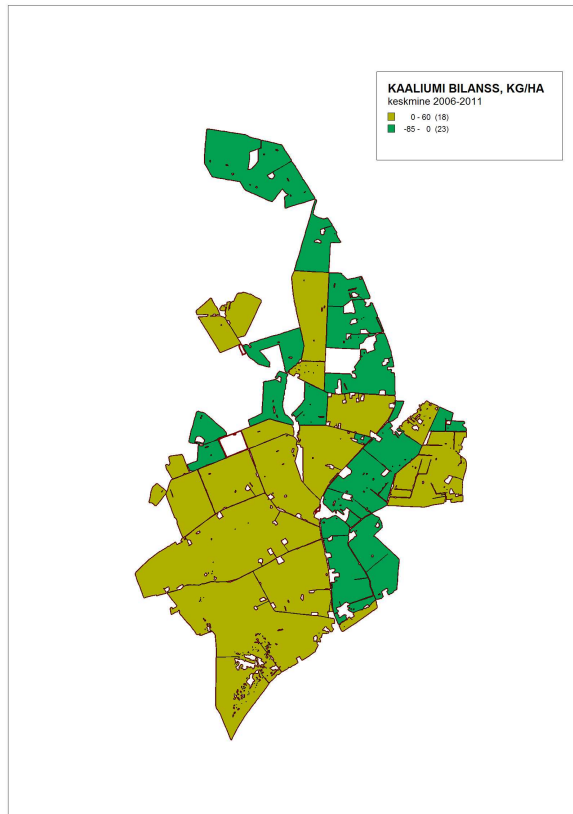 KAALIUMI BILANSS, KG/HA
keskmine 2006-2011
0 - 60 (18)
-85 - 0 (23)